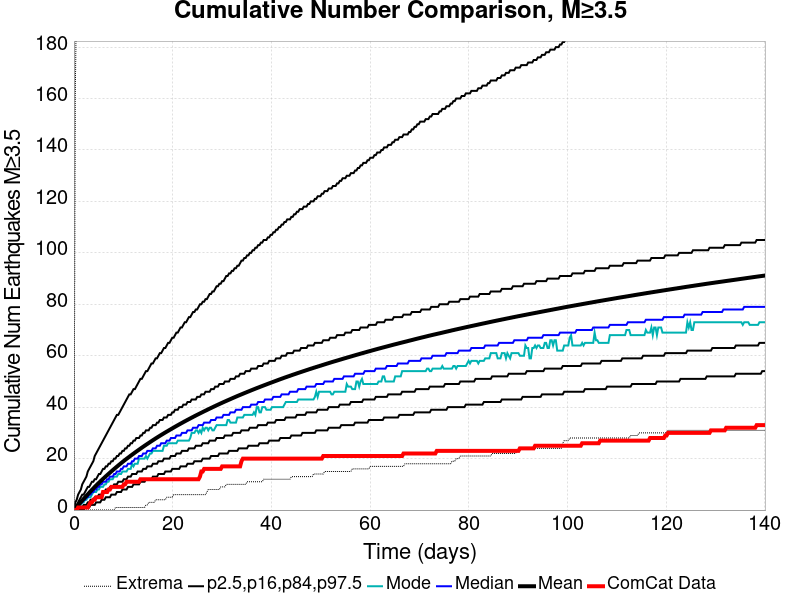 Cumulative Number Comparison, M≥3.5
Cumulative Num Earthquakes M≥3.5
180
160
140
120
100
80
60
40
20
0
0 20 40 60 80 100 120 140
Time (days)
Extrema p2.5,p16,p84,p97.5 Mode Median Mean ComCat Data